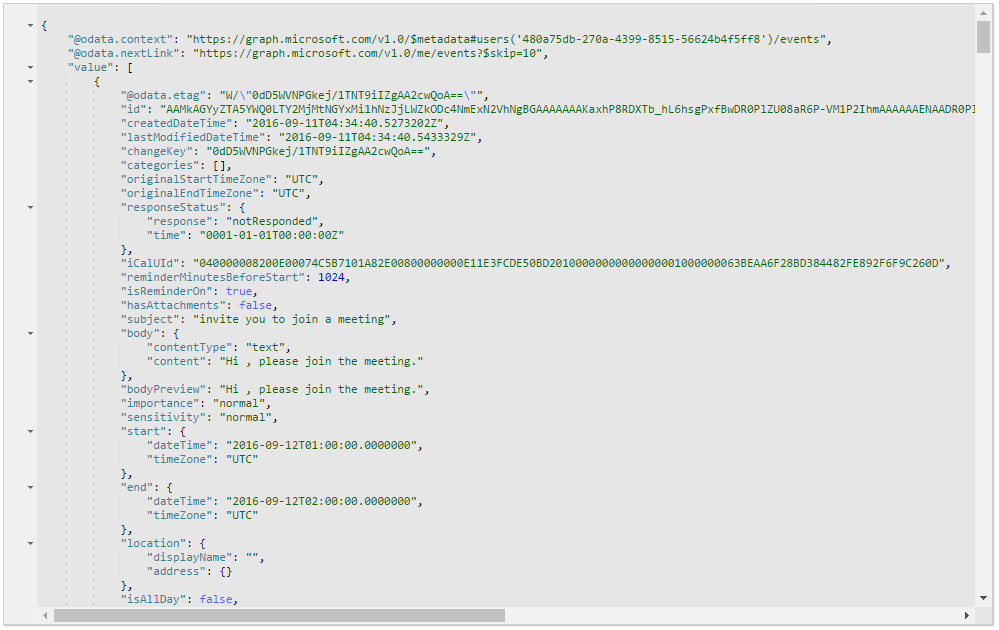 {
"@odata.context": "https://graph.microsoft.com/v1.0/$metadata#users('480a75db-270a-4399-8515-56624b4f5ff8')/events",
"@odata.nextLink": "https://graph.microsoft.com/v1.0/me/events?$skip=10",
"value": [
{
"@odata.etag": "W/\"0dD5WVNPGkej/1TNT9iIZgAA2cwQoA==\"",
"id": "AAMkAGYyZTA5YWQ0LTY2MjMtNGYxMi1hNzJjLWZkODc4NmExN2VhNgBGAAAAAAAKaxhP8RDXTb_hL6hsgPxfBwDR0PlZU08aR6P-VM1P2IhmAAAAAAENAADR0Pl
"createdDateTime": "2016-09-11T04:34:40.5273202Z",
"lastModifiedDateTime": "2016-09-11T04:34:40.5433329Z",
"changeKey": "0dD5WVNPGkej/1TNT9iIZgAA2cwQoA==",
"categories": [],
"originalStartTimeZone": "UTC",
"originalEndTimeZone": "UTC",
"responseStatus": {
"response": "notResponded",
"time": "0001-01-01T00:00:00Z"
},
"iCalUId": "040000008200E00074C5B7101A82E00800000000E11E3FCDE50BD2010000000000000000100000006​3BEAA6F28BD384482FE892F6F9C260D",
"reminderMinutesBeforeStart": 1024,
"isReminderOn": true,
"hasAttachments": false,
"subject": "invite you to join a meeting",
"body": {
"contentType": "text",
"content": "Hi , please join the meeting."
},
"bodyPreview": "Hi , please join the meeting.",
"importance": "normal",
"sensitivity": "normal",
"start": {
"dateTime": "2016-09-12T01:00:00.0000000",
"timeZone": "UTC"
},
"end": {
"dateTime": "2016-09-12T02:00:00.0000000",
"timeZone": "UTC"
},
"location": {
"displayName": "",
"address": {}
},
"isAllDay": false,